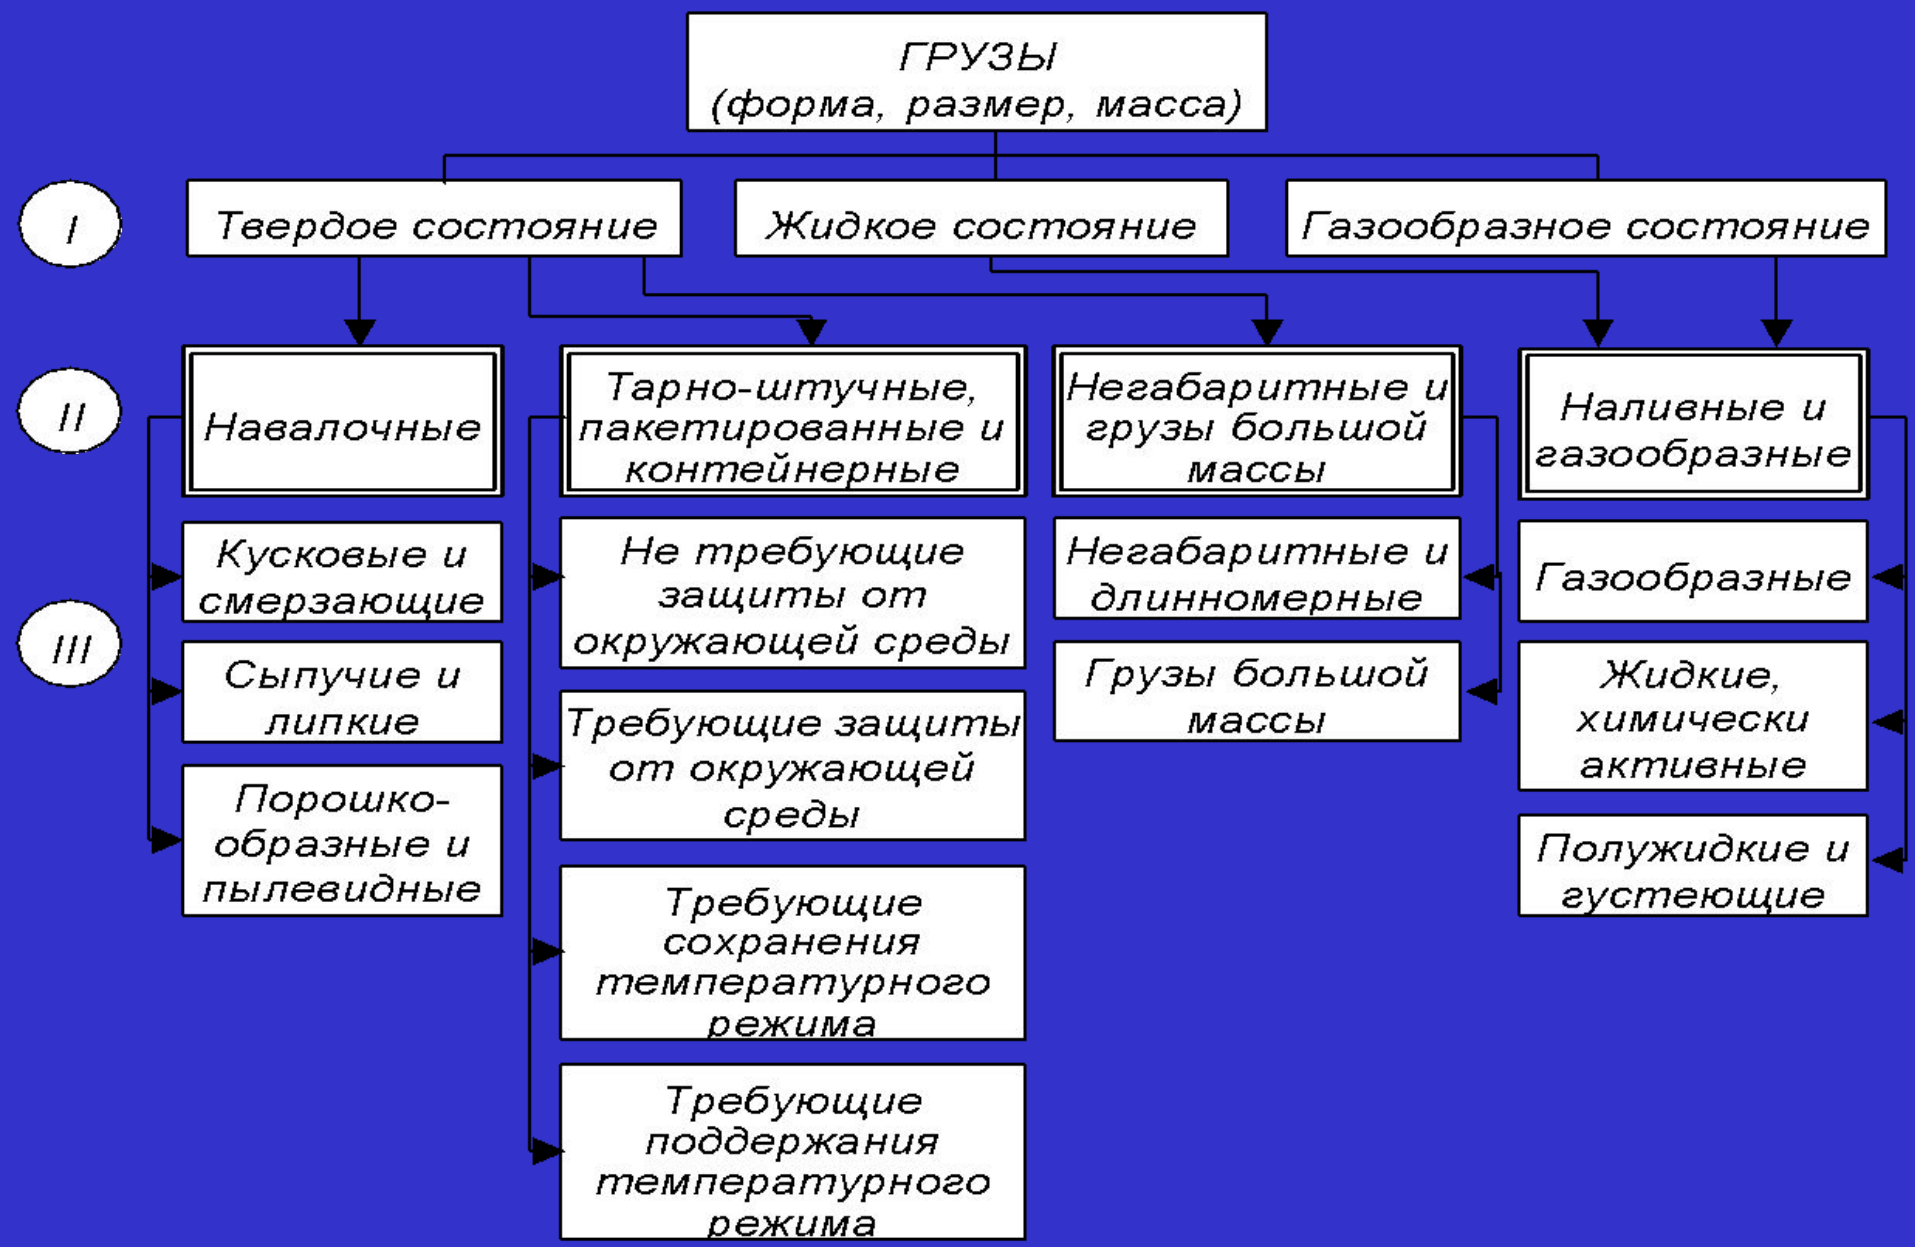 ГРУЗЫ
(форма, размер, масса)
I
Твердое состояние
Жидкое состояние
Газообразное состояние
II
Навалочные
Тарно-штучные,
пакетированные и
контейнерные
Негабаритные и
грузы большой
массы
Наливные и
газообразные
III
Кусковые и
смерзающие
Сыпучие и
липкие
Порошко-
образные и
пылевидные
Не требующие
защиты от
окружающей среды
Требующие защиты
от окружающей
среды
Требующие
сохранения
температурного
режима
Требующие
поддержания
температурного
режима
Негабаритные и
длинномерные
Грузы большой
массы
Газообразные
Жидкие,
химически
активные
Полужидкие и
густеющие